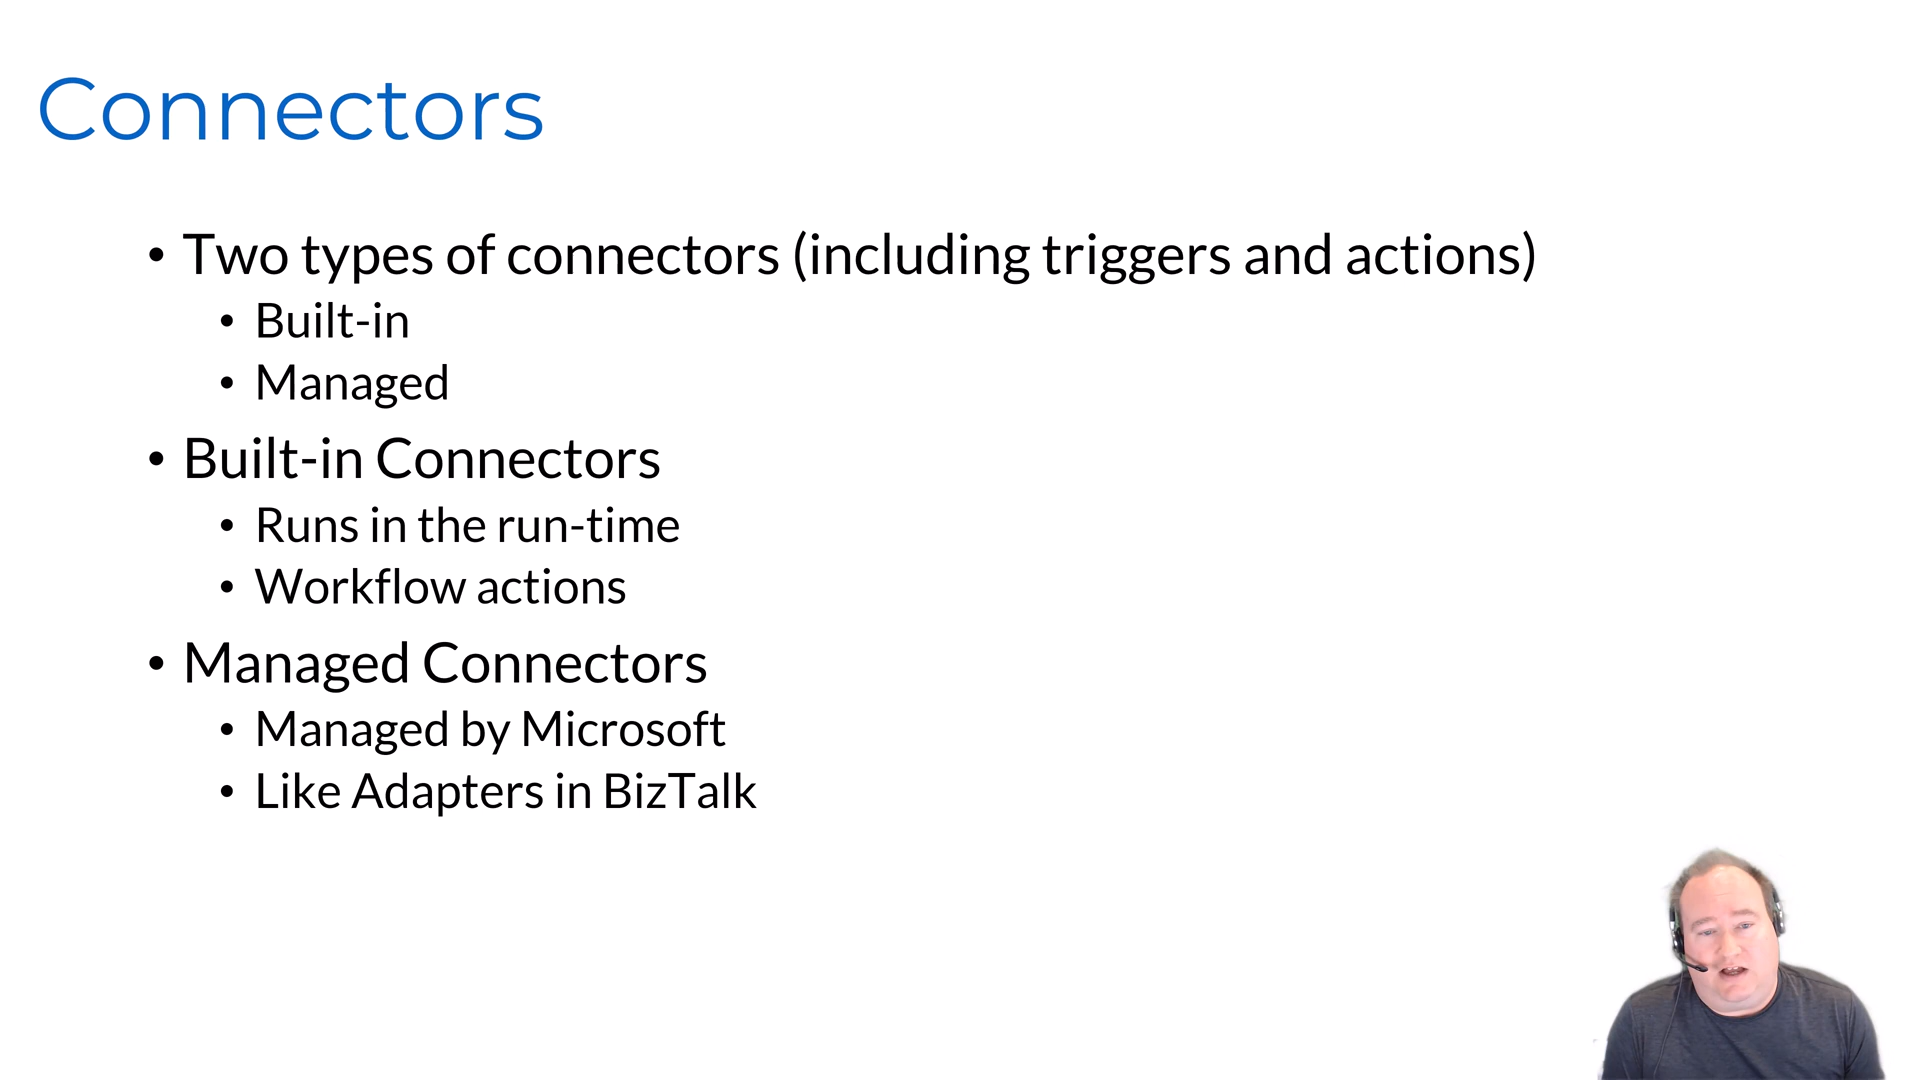 Connectors
• Two types of connectors (including triggers and actions)
• Built-in
• Managed
• Built-in Connectors
• Runs in the run-time
• Workflow actions
• Managed Connectors
• Managed by Microsoft
• Like Adapters in BizTalk